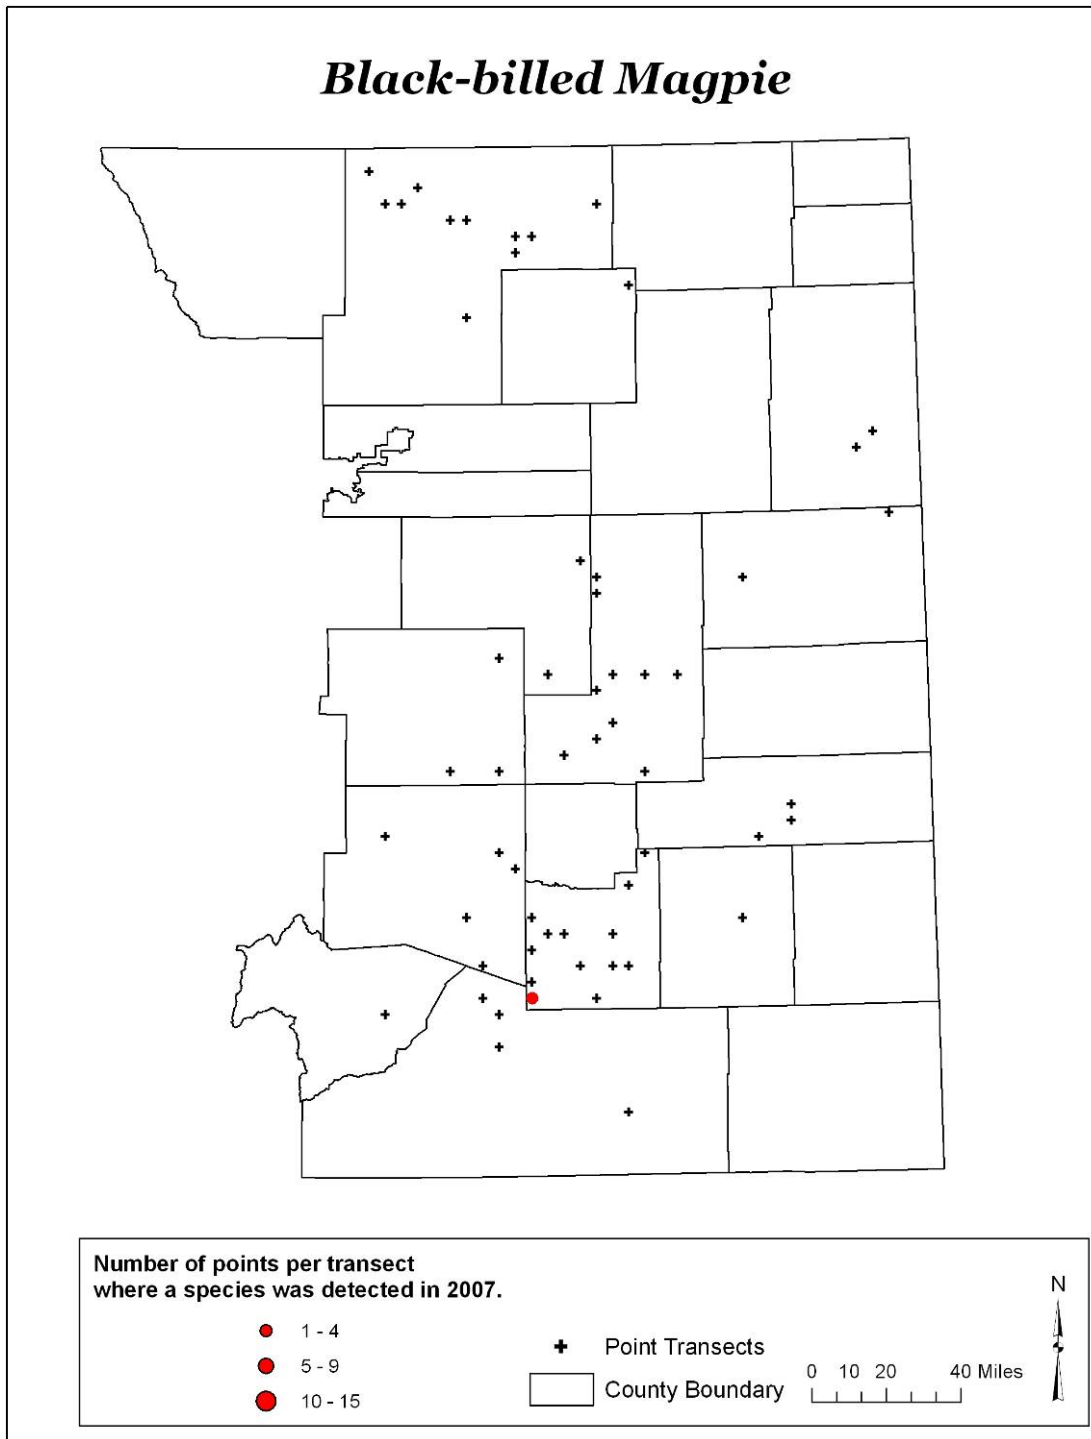 Black-billed Magpie
Number of points per transect
where a species was detected in 2007.
1 - 4
5 - 9
10 - 15
Point Transects
County Boundary
0 10 20 40 Miles
N